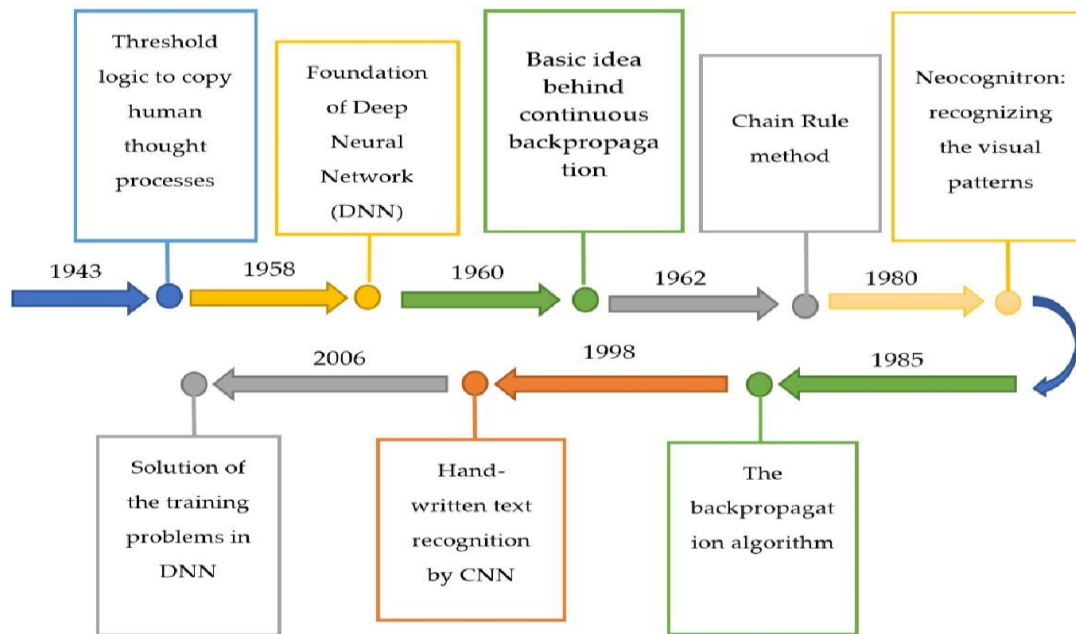 Threshold
logic to copy
human
thought
processes
Foundation
of Deep
Neural
Network
(DNN)
Basic idea
behind
continuous
backpropaga
tion
Chain Rule
method
Neocognitron:
recognizing
the visual
patterns
1943
1958
1960
1962
1980
1985
1998
2006
The
backpropagat
ion algorithm
Hand-
written text
recognition
by CNN
Solution of
the training
problems in
DNN